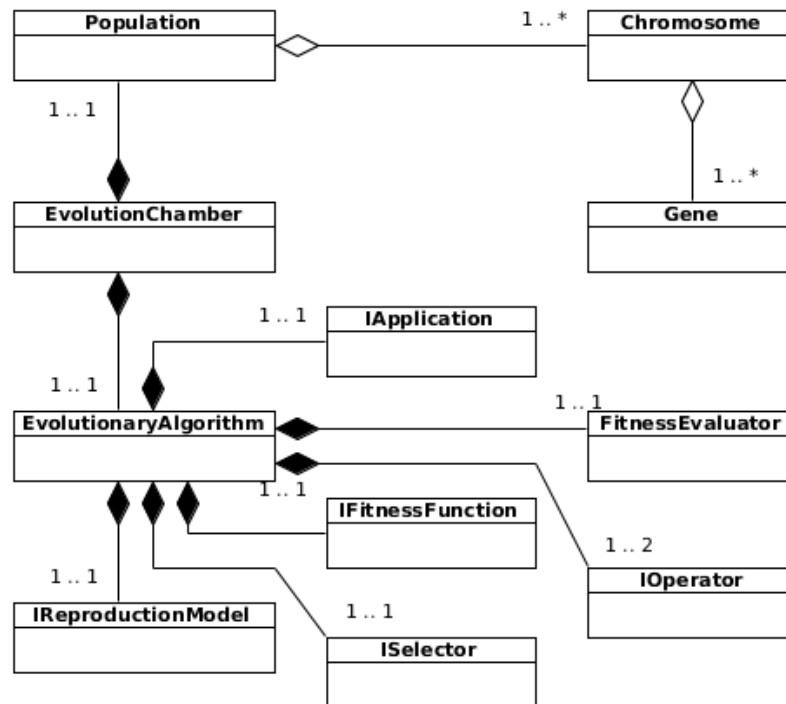 Population
1 .. *
Chromosome
1 .. 1
1 .. *
EvolutionChamber
Gene
1 .. 1
IApplication
1 .. 1
1 .. 1
EvolutionaryAlgorithm
FitnessEvaluator
1 .. 1
IFitnessFunction
1 .. 2
1 .. 1
IOperator
IReproductionModel
1 .. 1
ISelector